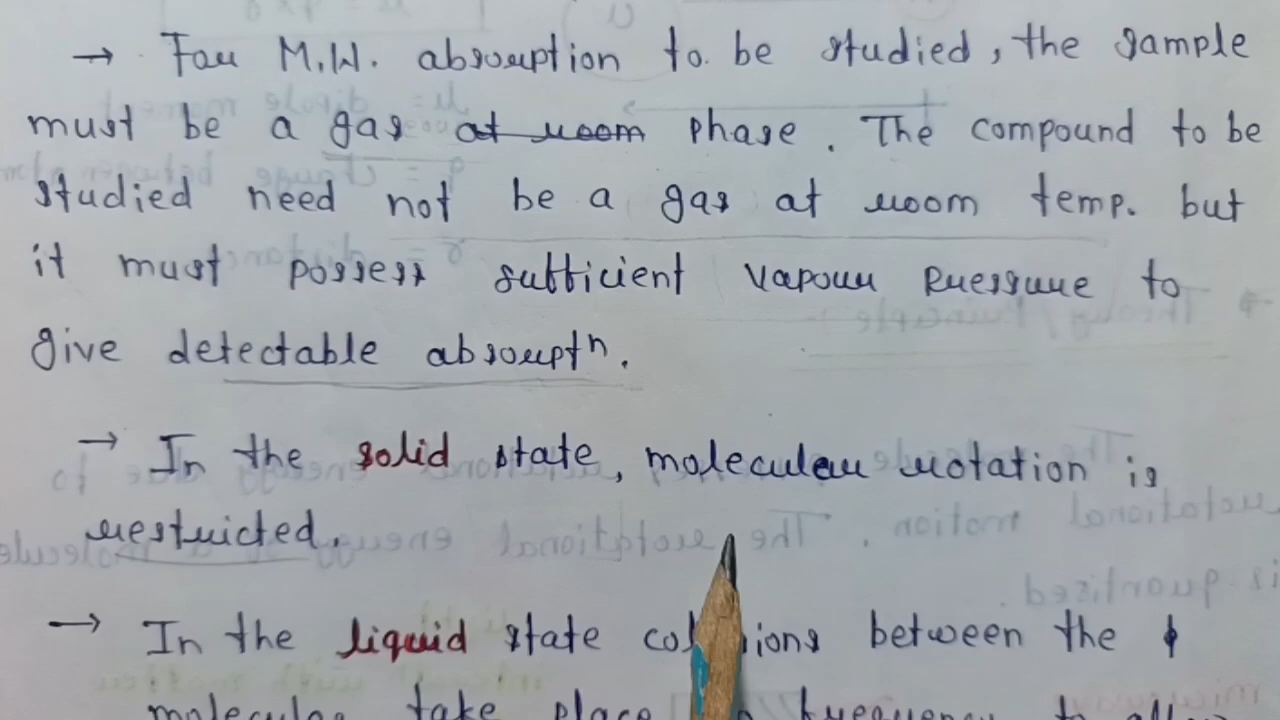 → For M.W. absorption to be studied, the sample
must be a gas at room phase. The compound to be
studied need not be a gas at room temp. but
it must possess sufficient vapour pressure to
give detectable absorptⁿ.
→ In the solid state, molecular rotation is
restricted.
→ In the liquid state between the
take place